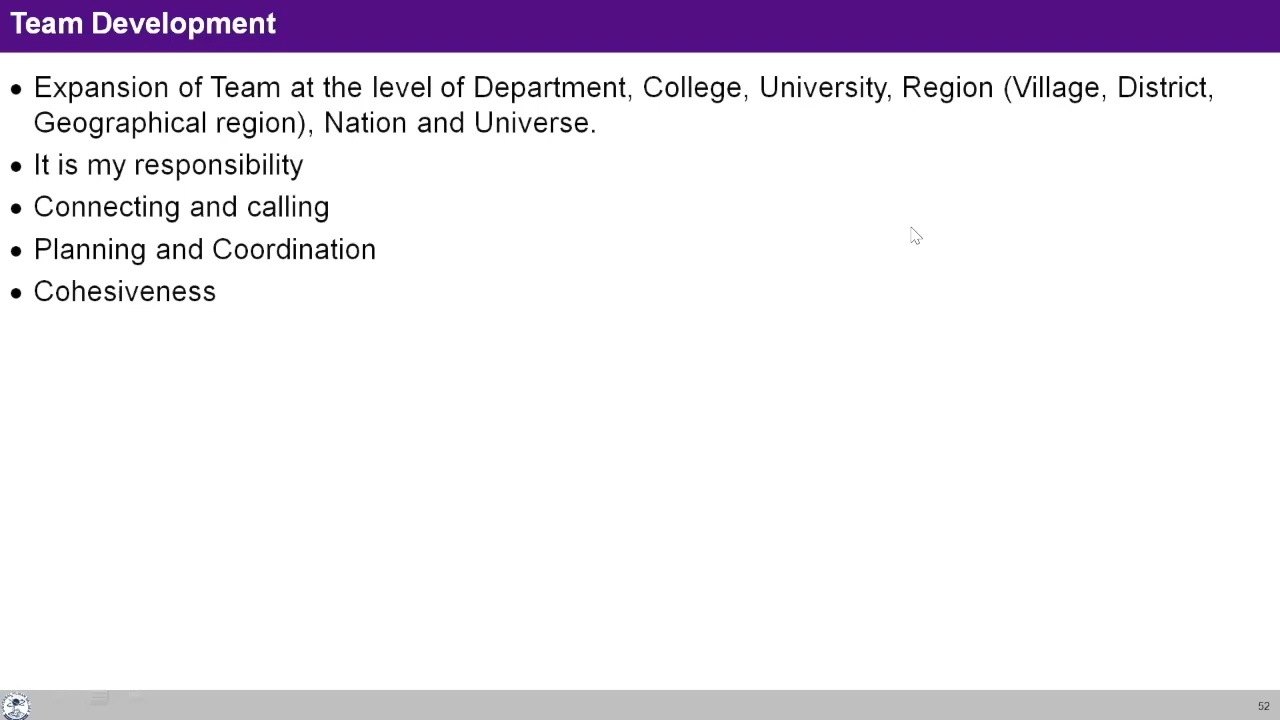 Team Development
• Expansion of Team at the level of Department, College, University, Region (Village, District,
Geographical region), Nation and Universe.
• It is my responsibility
• Connecting and calling
• Planning and Coordination
• Cohesiveness
52